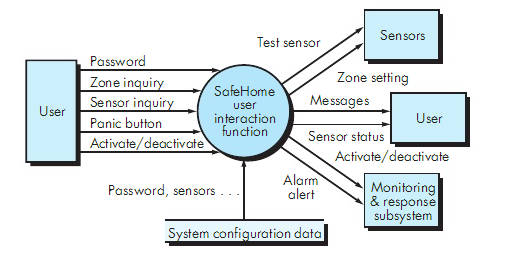 Password
Zone inquiry
Sensor inquiry
Panic button
Activate/deactivate
User
SafeHome
user
interaction
function
Test sensor
Sensors
Zone setting
Messages
User
Sensor status
Activate/deactivate
Alarm
alert
Monitoring
& response
subsystem
Password, sensors . . .
System configuration data